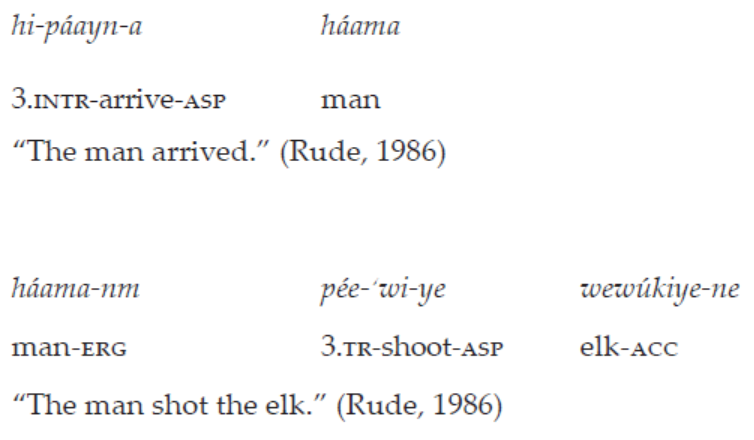 hi-páayn-a háama
3.INTR-arrive-ASP man
“The man arrived.” (Rude, 1986)
háama-nm pée-´wi-ye wewúkiye-ne
man-ERG 3.TR-shoot-ASP elk-ACC
“The man shot the elk.” (Rude, 1986)